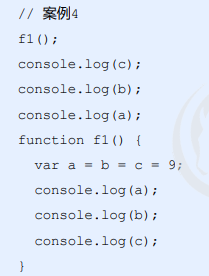 // 案例4
f1();
console.log(c);
console.log(b);
console.log(a);
function f1() {
  var a = b = c = 9;
  console.log(a);
  console.log(b);
  console.log(c);
}